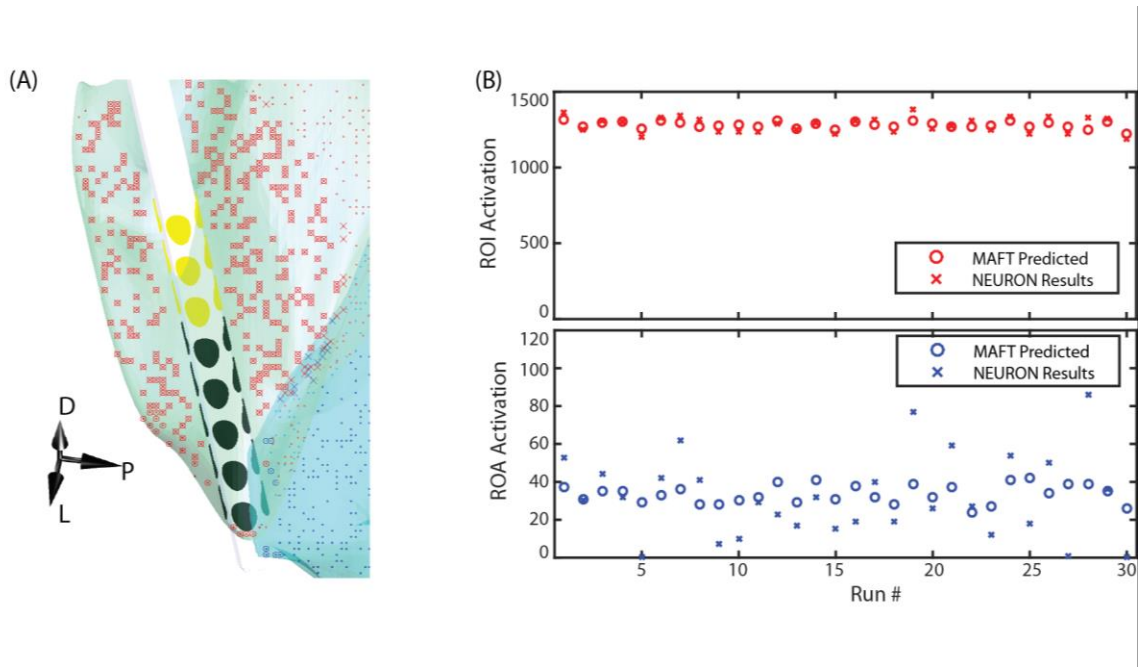 (A)
D
P
L
(B)
1500
1000
500
0
ROI Activation
MAFT Predicted
NEURON Results
120
100
80
60
40
20
0
ROA Activation
MAFT Predicted
NEURON Results
5
10
15
20
25
30
Run #